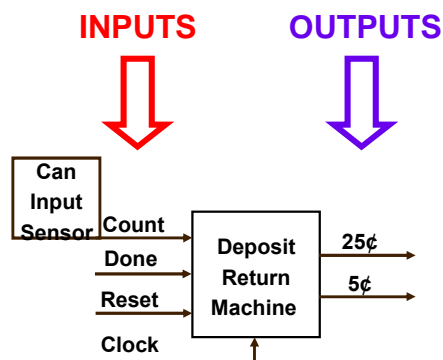 INPUTS
OUTPUTS
Can
Input
Sensor
Count
Done
Reset
Clock
Deposit
Return
Machine
25¢
5¢